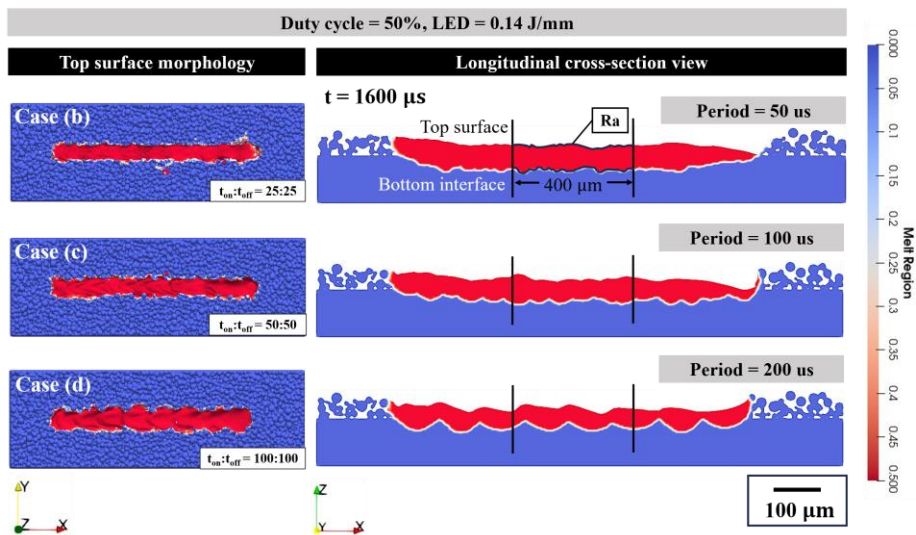 Duty cycle = 50%, LED = 0.14 J/mm
Top surface morphology
Longitudinal cross-section view
Case (b)
t_on:t_off = 25:25
t = 1600 µs
Top surface
Ra
Period = 50 us
Bottom interface
400 µm
Case (c)
t_on:t_off = 50:50
Period = 100 us
Case (d)
t_on:t_off = 100:100
Period = 200 us
Y
Z
X
Z
Y
X
100 µm
0.000
0.05
0.10
0.15
0.2
0.25
0.3
0.35
0.4
0.45
0.500
Melt Region